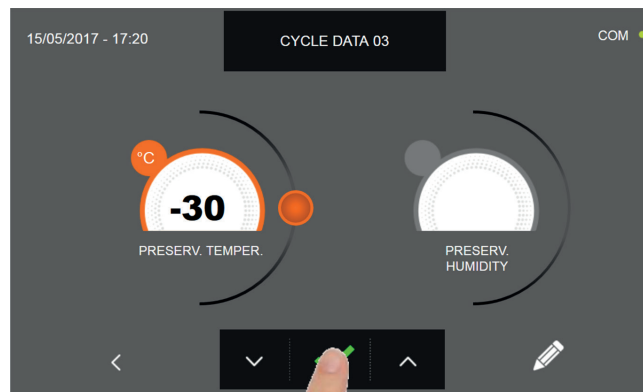 15/05/2017 - 17:20
CYCLE DATA 03
COM
°C
-30
PRESERV. TEMPER.
PRESERV.
HUMIDITY